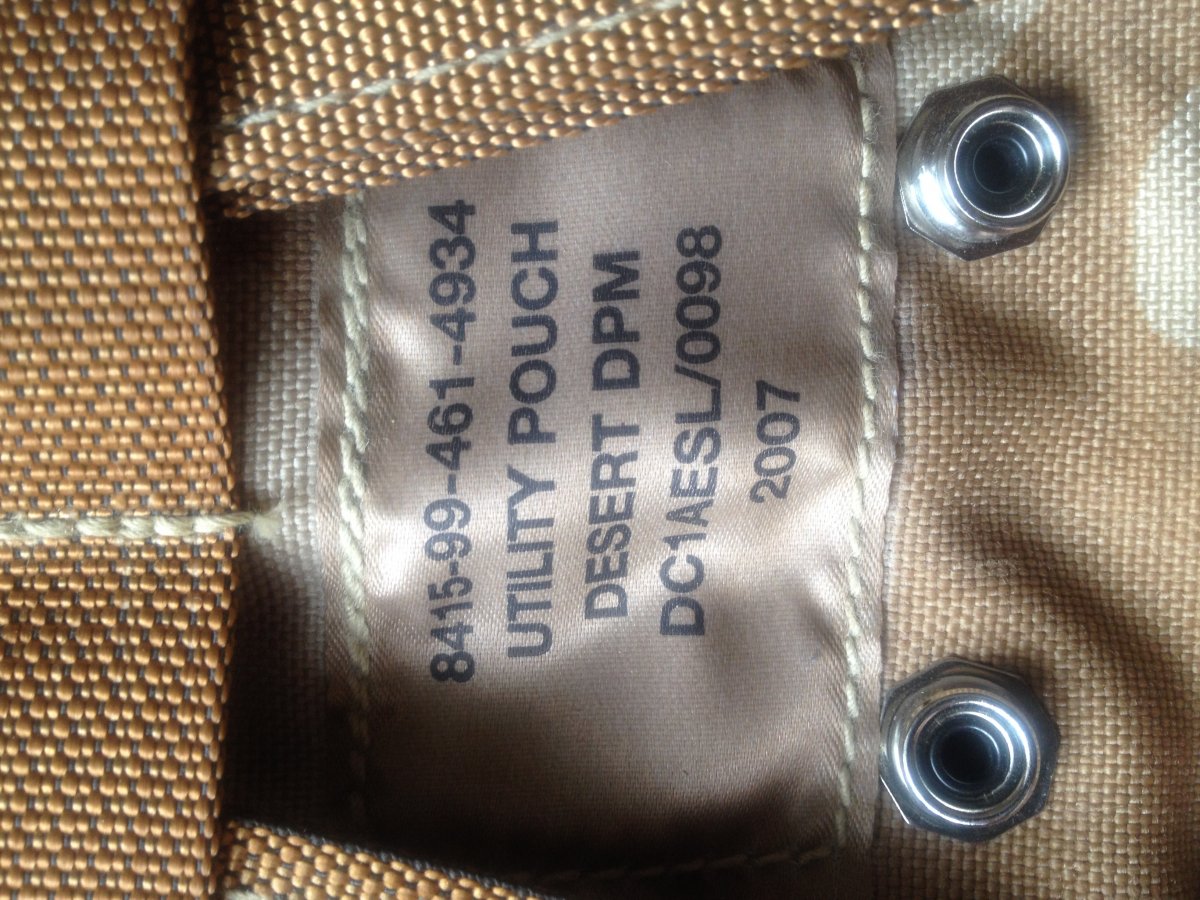 8415-99-461-4934
UTILITY POUCH
DESERT DPM
DC1AESL/0098
2007